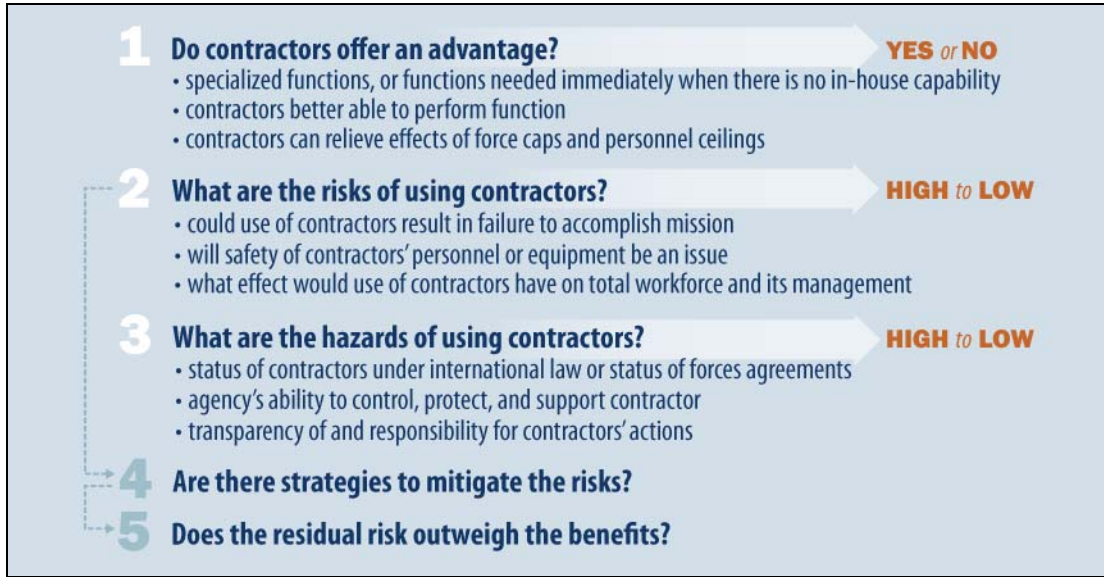 1 Do contractors offer an advantage? YES or NO
• specialized functions, or functions needed immediately when there is no in-house capability
• contractors better able to perform function
• contractors can relieve effects of force caps and personnel ceilings
2 What are the risks of using contractors? HIGH to LOW
• could use of contractors result in failure to accomplish mission
• will safety of contractors' personnel or equipment be an issue
• what effect would use of contractors have on total workforce and its management
3 What are the hazards of using contractors? HIGH to LOW
• status of contractors under international law or status of forces agreements
• agency's ability to control, protect, and support contractor
• transparency of and responsibility for contractors' actions
4 Are there strategies to mitigate the risks?
5 Does the residual risk outweigh the benefits?